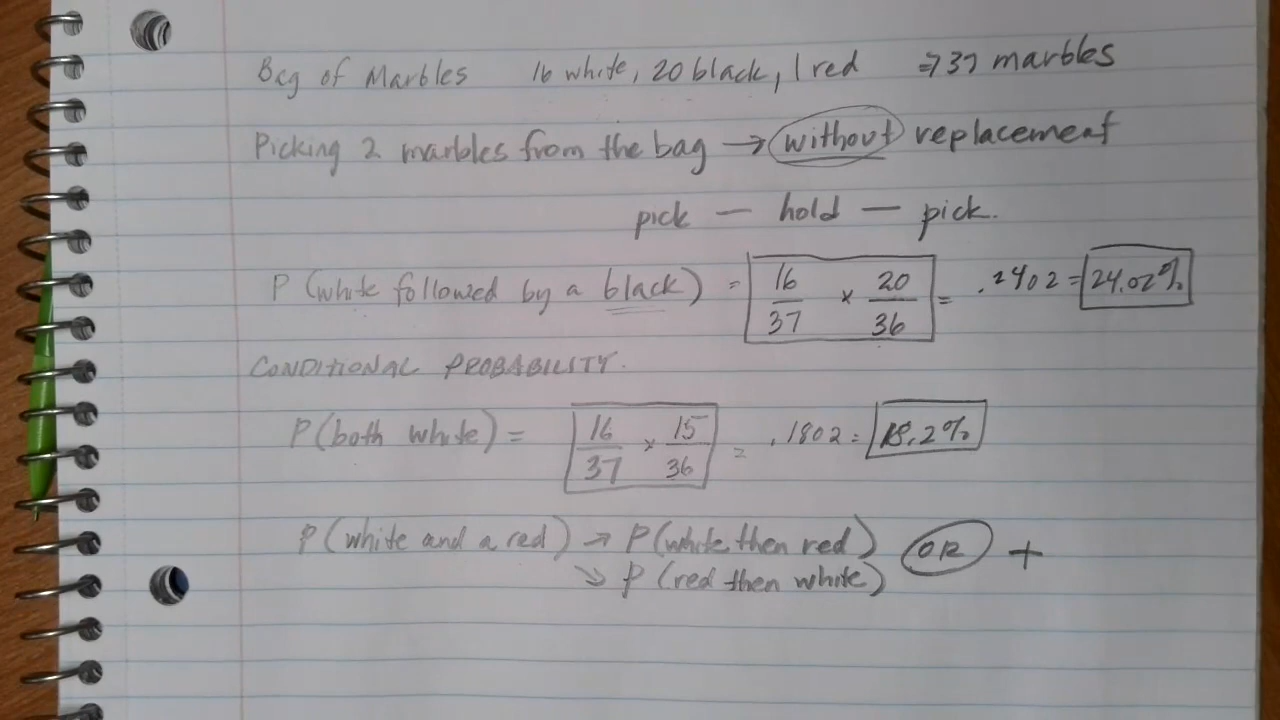 Bag of Marbles 16 white, 20 black, 1 red ⇒ 37 marbles
Picking 2 marbles from the bag → without replacement
pick — hold — pick.
P (white followed by a black) = 16/37 × 20/36 = .2402 = 24.02%
CONDITIONAL PROBABILITY.
P (both white) = 16/37 × 15/36 = .1802 = 18.2%
P (white and a red) → P (white then red) OR +
↘ P (red then white)